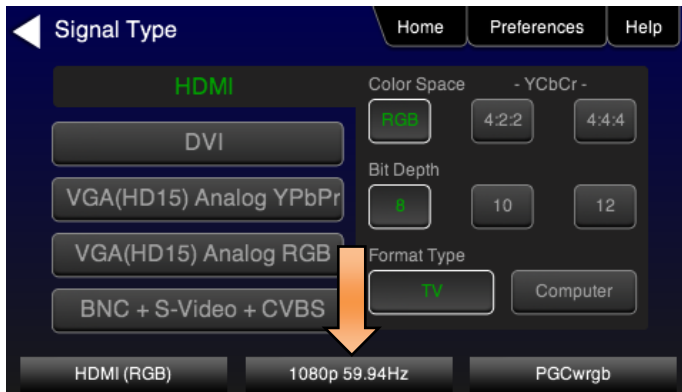 Signal Type
Home
Preferences
Help
HDMI
DVI
VGA(HD15) Analog YPbPr
VGA(HD15) Analog RGB
BNC + S-Video + CVBS
Color Space
- YCbCr -
RGB
4:2:2
4:4:4
Bit Depth
8
10
12
Format Type
TV
Computer
HDMI (RGB)
1080p 59.94Hz
PGCwrgb